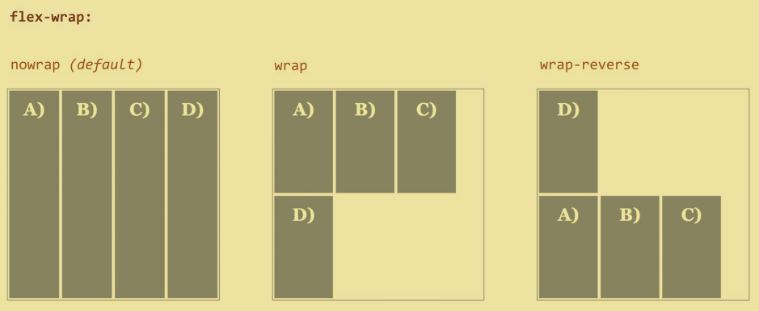 flex-wrap:
nowrap (default)
A) B) C) D)
wrap
A) B) C)
D)
wrap-reverse
D)
A) B) C)